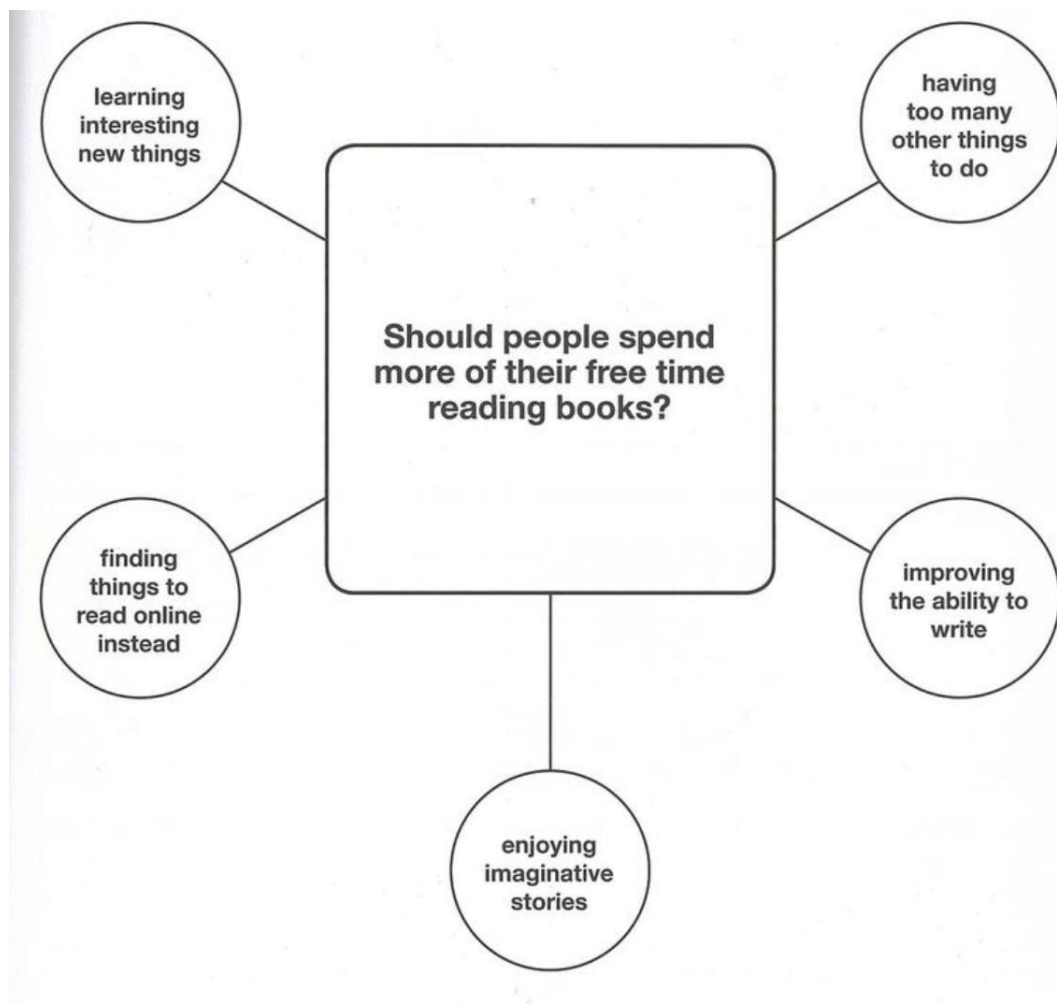 learning
interesting
new things
having
too many
other things
to do
Should people spend
more of their free time
reading books?
finding
things to
read online
instead
improving
the ability to
write
enjoying
imaginative
stories